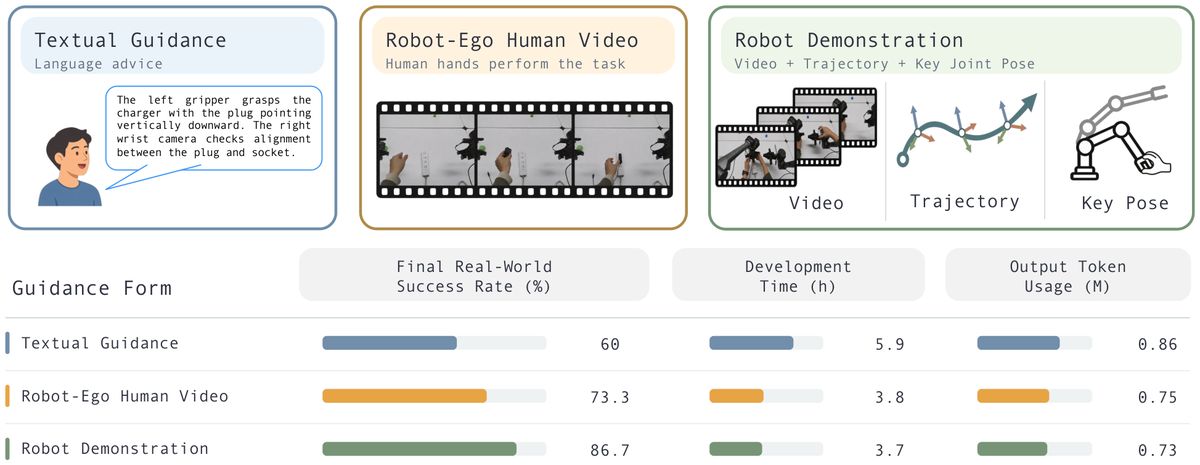 Textual Guidance
Language advice
The left gripper grasps the
charger with the plug pointing
vertically downward. The right
wrist camera checks alignment
between the plug and socket.
Robot-Ego Human Video
Human hands perform the task
Robot Demonstration
Video + Trajectory + Key Joint Pose
Video
Trajectory
Key Pose
Guidance Form
Final Real-World
Success Rate (%)
Development
Time (h)
Output Token
Usage (M)
Textual Guidance 60 5.9 0.86
Robot-Ego Human Video 73.3 3.8 0.75
Robot Demonstration 86.7 3.7 0.73